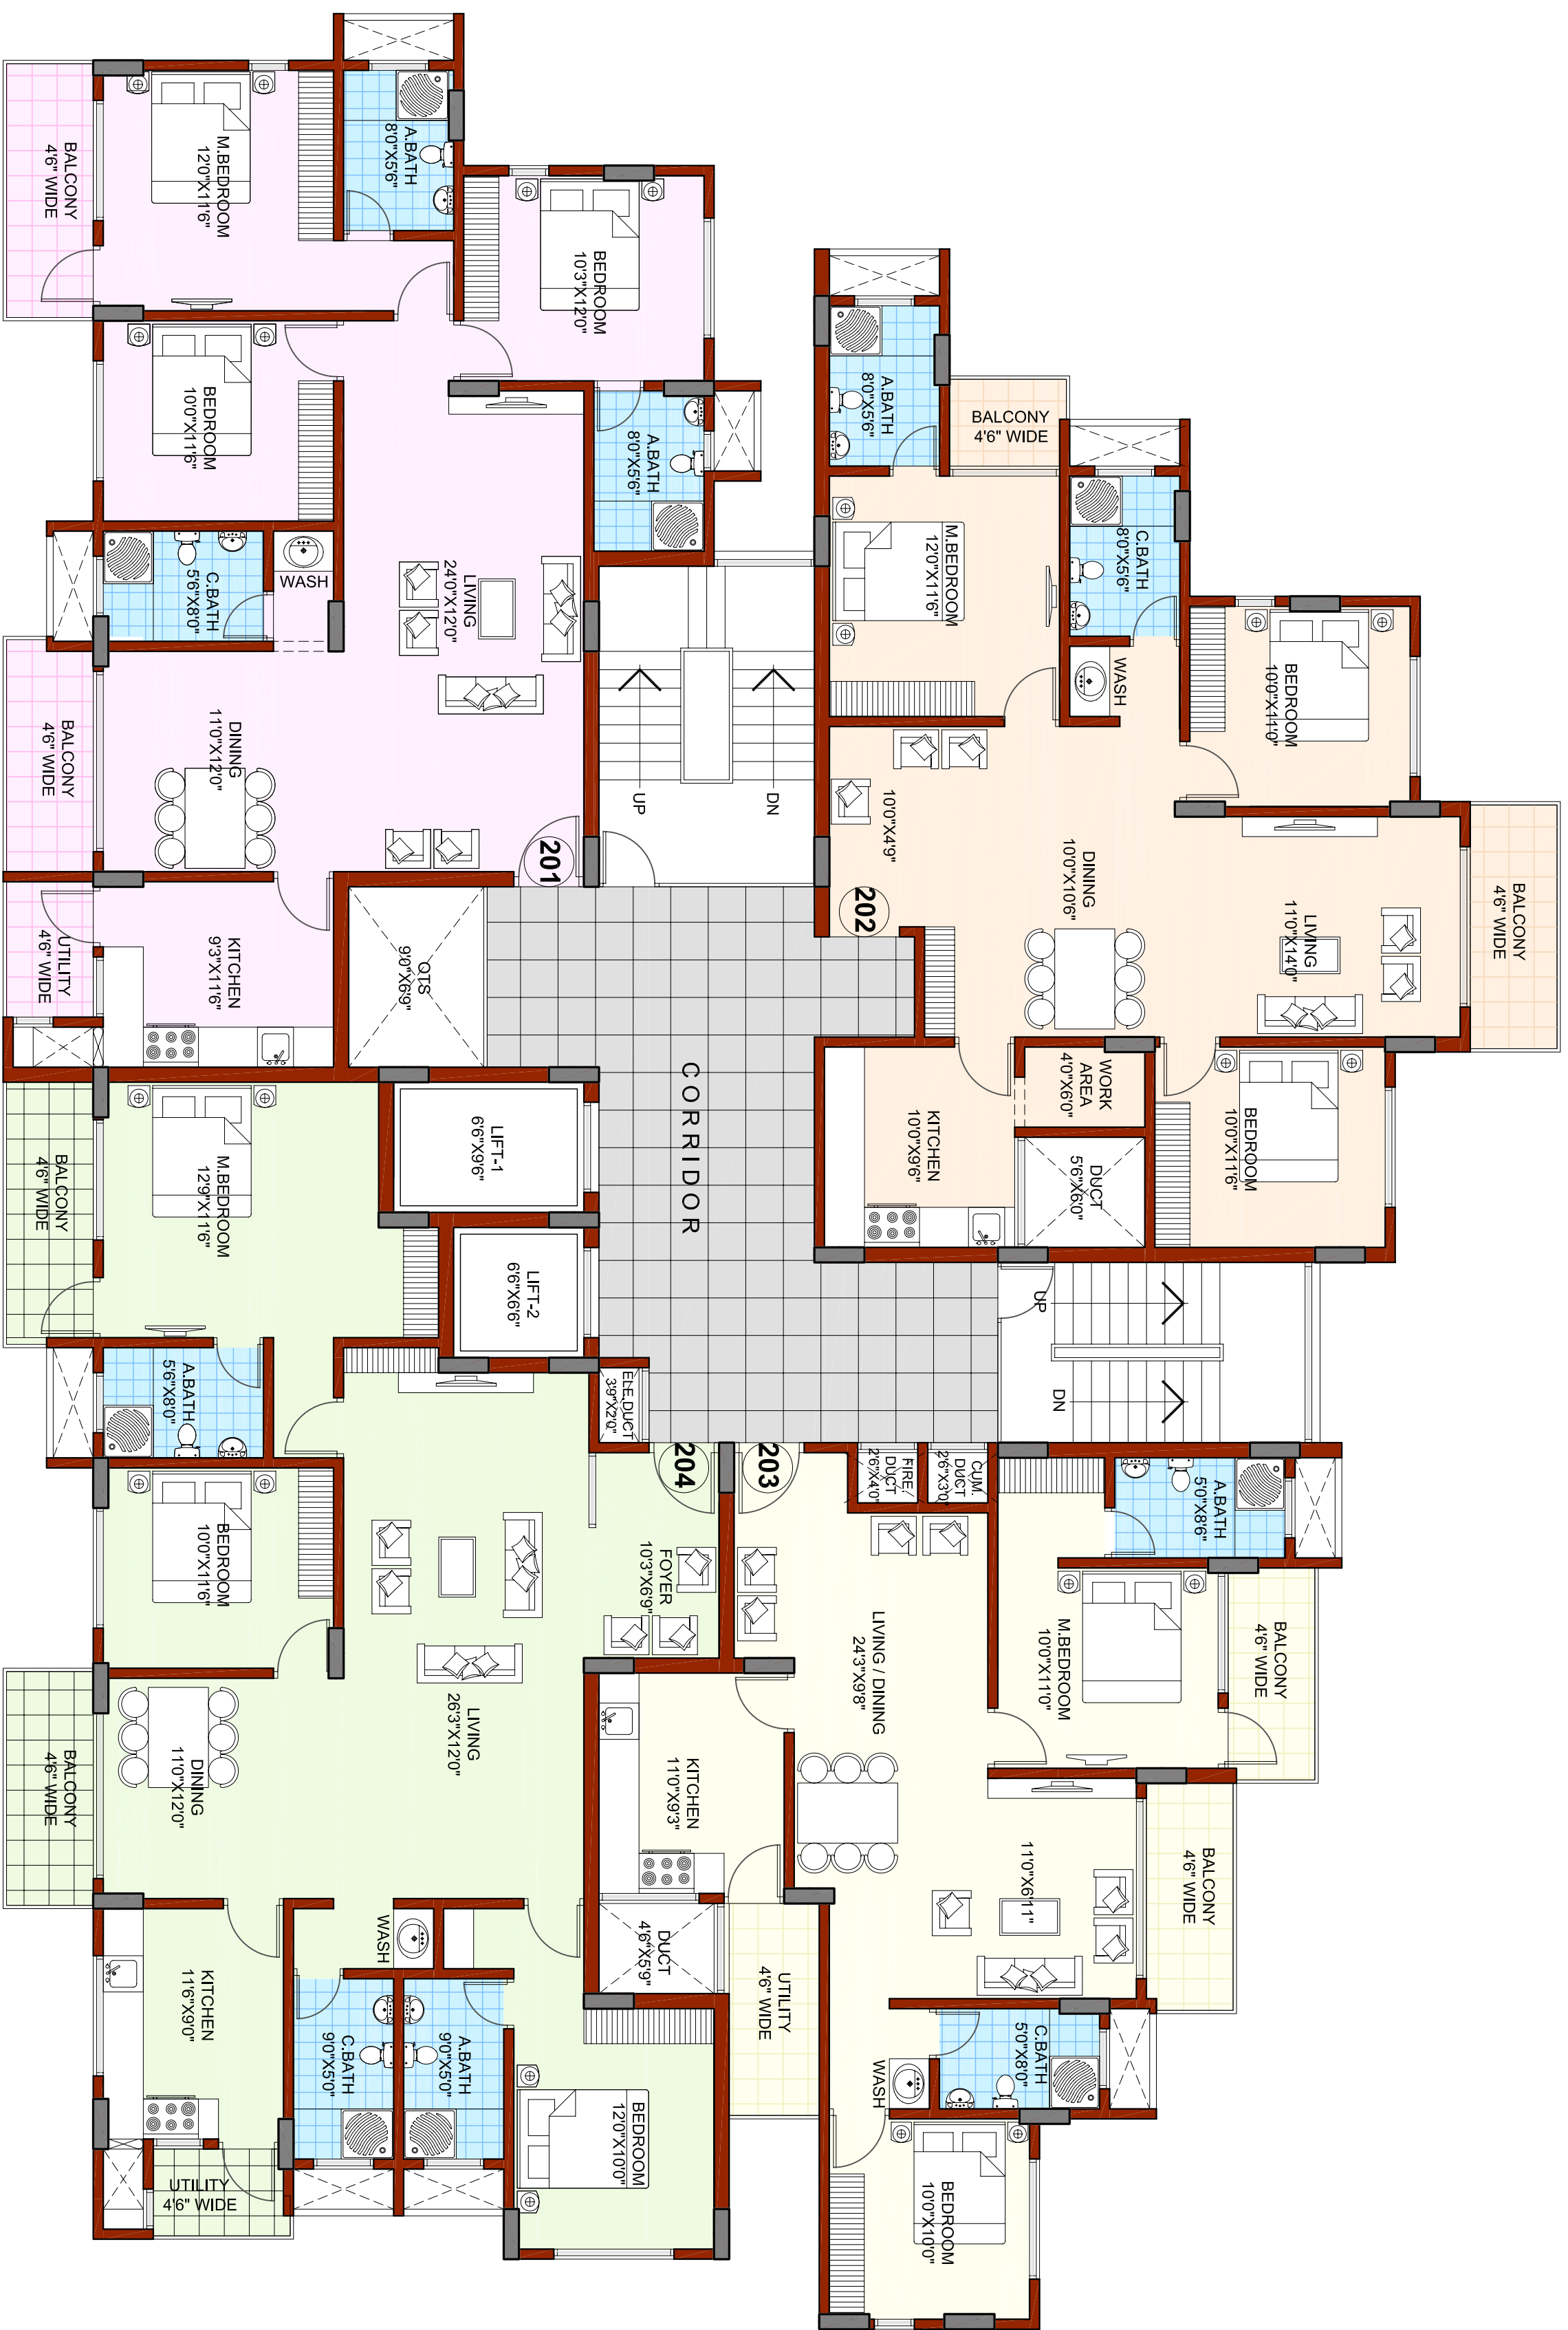 BALCONY
4'6" WIDE
M.BEDROOM
12'0"X11'6"
A.BATH
8'0"X5'6"
BEDROOM
10'3"X12'0"
BEDROOM
10'0"X11'6"
A.BATH
8'0"X5'6"
C.BATH
5'6"X8'0"
WASH
LIVING
24'0"X12'0"
BALCONY
4'6" WIDE
DINING
11'0"X12'0"
201
UTILITY
4'6" WIDE
KITCHEN
9'3"X11'6"
OTS
9'0"X6'9"
UP
DN
A.BATH
8'0"X5'6"
BALCONY
4'6" WIDE
C.BATH
8'0"X5'6"
M.BEDROOM
12'0"X11'6"
WASH
BEDROOM
10'0"X11'0"
10'0"X4'9"
DINING
10'0"X10'6"
LIVING
11'0"X14'0"
BALCONY
4'6" WIDE
202
KITCHEN
10'0"X9'6"
WORK
AREA
4'0"X6'0"
DUCT
5'6"X6'0"
BEDROOM
10'0"X11'6"
CORRIDOR
LIFT-1
6'6"X9'6"
LIFT-2
6'6"X6'6"
UP
DN
ELE.DUCT
3'9"X2'0"
BALCONY
4'6" WIDE
M.BEDROOM
12'9"X11'6"
A.BATH
5'6"X8'0"
BEDROOM
10'0"X11'6"
204
FOYER
10'3"X6'9"
LIVING
26'3"X12'0"
BALCONY
4'6" WIDE
DINING
11'0"X12'0"
KITCHEN
11'6"X9'0"
WASH
C.BATH
9'0"X5'0"
A.BATH
9'0"X5'0"
BEDROOM
12'0"X10'0"
UTILITY
4'6" WIDE
203
FIRE.
DUCT
2'6"X4'0"
CUM.
DUCT
2'6"X3'0"
A.BATH
5'0"X8'6"
M.BEDROOM
10'0"X11'0"
BALCONY
4'6" WIDE
LIVING / DINING
24'3"X9'8"
KITCHEN
11'0"X9'3"
11'0"X6'11"
BALCONY
4'6" WIDE
DUCT
4'6"X5'9"
UTILITY
4'6" WIDE
WASH
C.BATH
5'0"X8'0"
BEDROOM
10'0"X10'0"